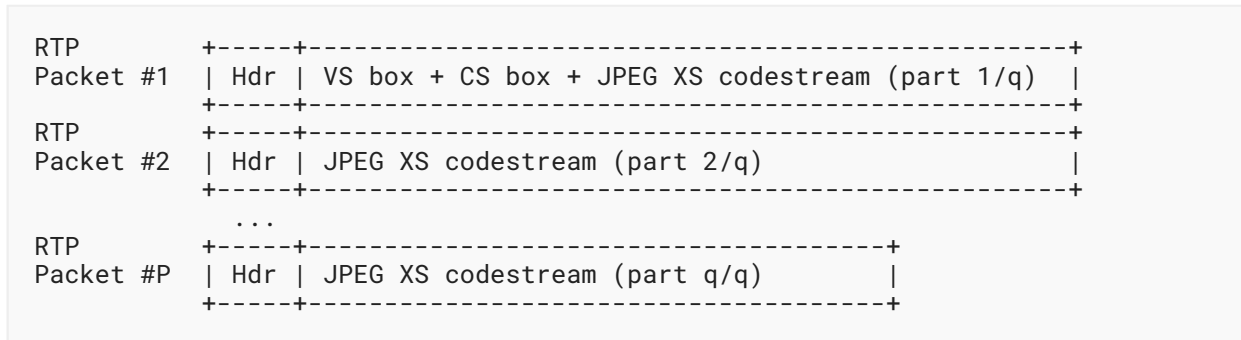 RTP +-----+--------------------------------------------------+
Packet #1 | Hdr | VS box + CS box + JPEG XS codestream (part 1/q) |
+-----+--------------------------------------------------+
RTP +-----+--------------------------------------------------+
Packet #2 | Hdr | JPEG XS codestream (part 2/q) |
+-----+--------------------------------------------------+
...
RTP +-----+--------------------------------------+
Packet #P | Hdr | JPEG XS codestream (part q/q) |
+-----+--------------------------------------+